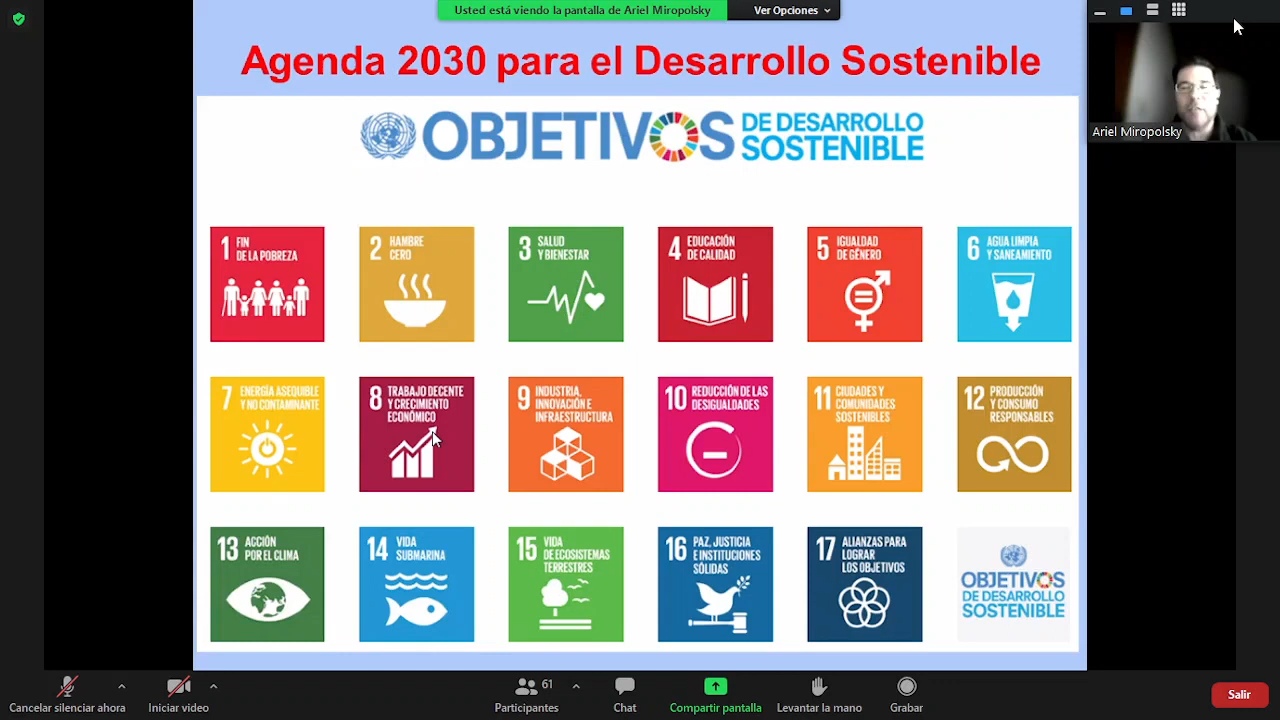 Usted está viendo la pantalla de Ariel Miropolsky
Ver Opciones
Agenda 2030 para el Desarrollo Sostenible
OBJETIVOS DE DESARROLLO
SOSTENIBLE
Ariel Miropolsky
1 FIN
DE LA POBREZA
2 HAMBRE
CERO
3 SALUD
Y BIENESTAR
4 EDUCACIÓN
DE CALIDAD
5 IGUALDAD
DE GÉNERO
6 AGUA LIMPIA
Y SANEAMIENTO
7 ENERGÍA ASEQUIBLE
Y NO CONTAMINANTE
8 TRABAJO DECENTE
Y CRECIMIENTO
ECONÓMICO
9 INDUSTRIA,
INNOVACIÓN E
INFRAESTRUCTURA
10 REDUCCIÓN DE LAS
DESIGUALDADES
11 CIUDADES Y
COMUNIDADES
SOSTENIBLES
12 PRODUCCIÓN
Y CONSUMO
RESPONSABLES
13 ACCIÓN
POR EL CLIMA
14 VIDA
SUBMARINA
15 VIDA
DE ECOSISTEMAS
TERRESTRES
16 PAZ, JUSTICIA
E INSTITUCIONES
SÓLIDAS
17 ALIANZAS PARA
LOGRAR
LOS OBJETIVOS
OBJETIVOS
DE DESARROLLO
SOSTENIBLE
Cancelar silenciar ahora
Iniciar video
61
Participantes
Chat
Compartir pantalla
Levantar la mano
Grabar
Salir